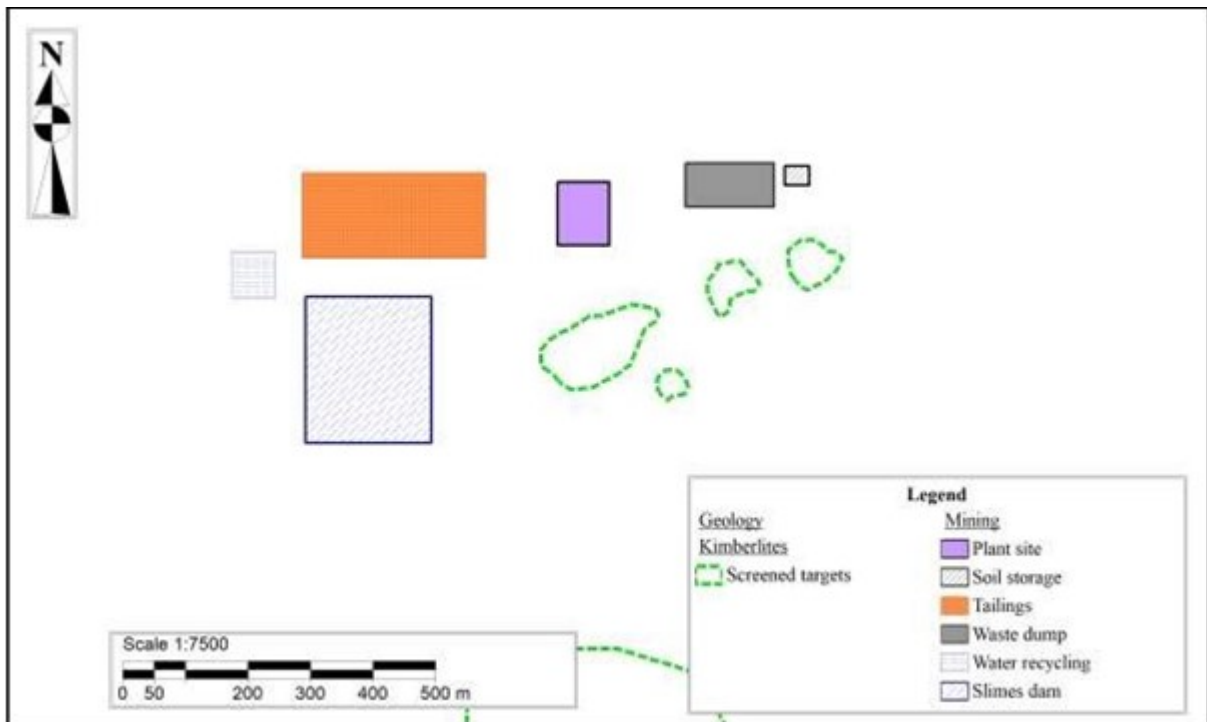 N
Legend
Geology
Kimberlites
Screened targets
Mining
Plant site
Soil storage
Tailings
Waste dump
Water recycling
Slimes dam
Scale 1:7500
0 50 200 300 400 500 m